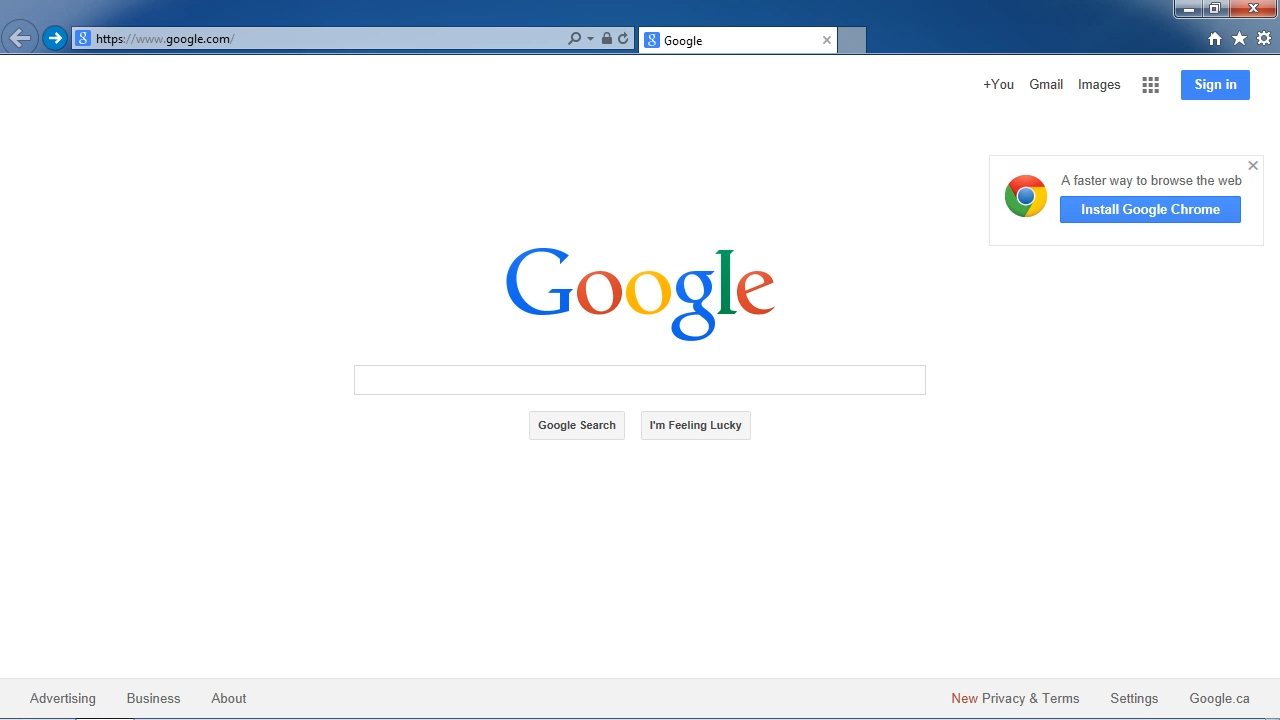 https://www.google.com/
Google
+You Gmail Images Sign in
A faster way to browse the web
Install Google Chrome
Google
Google Search I'm Feeling Lucky
Advertising Business About New Privacy & Terms Settings Google.ca